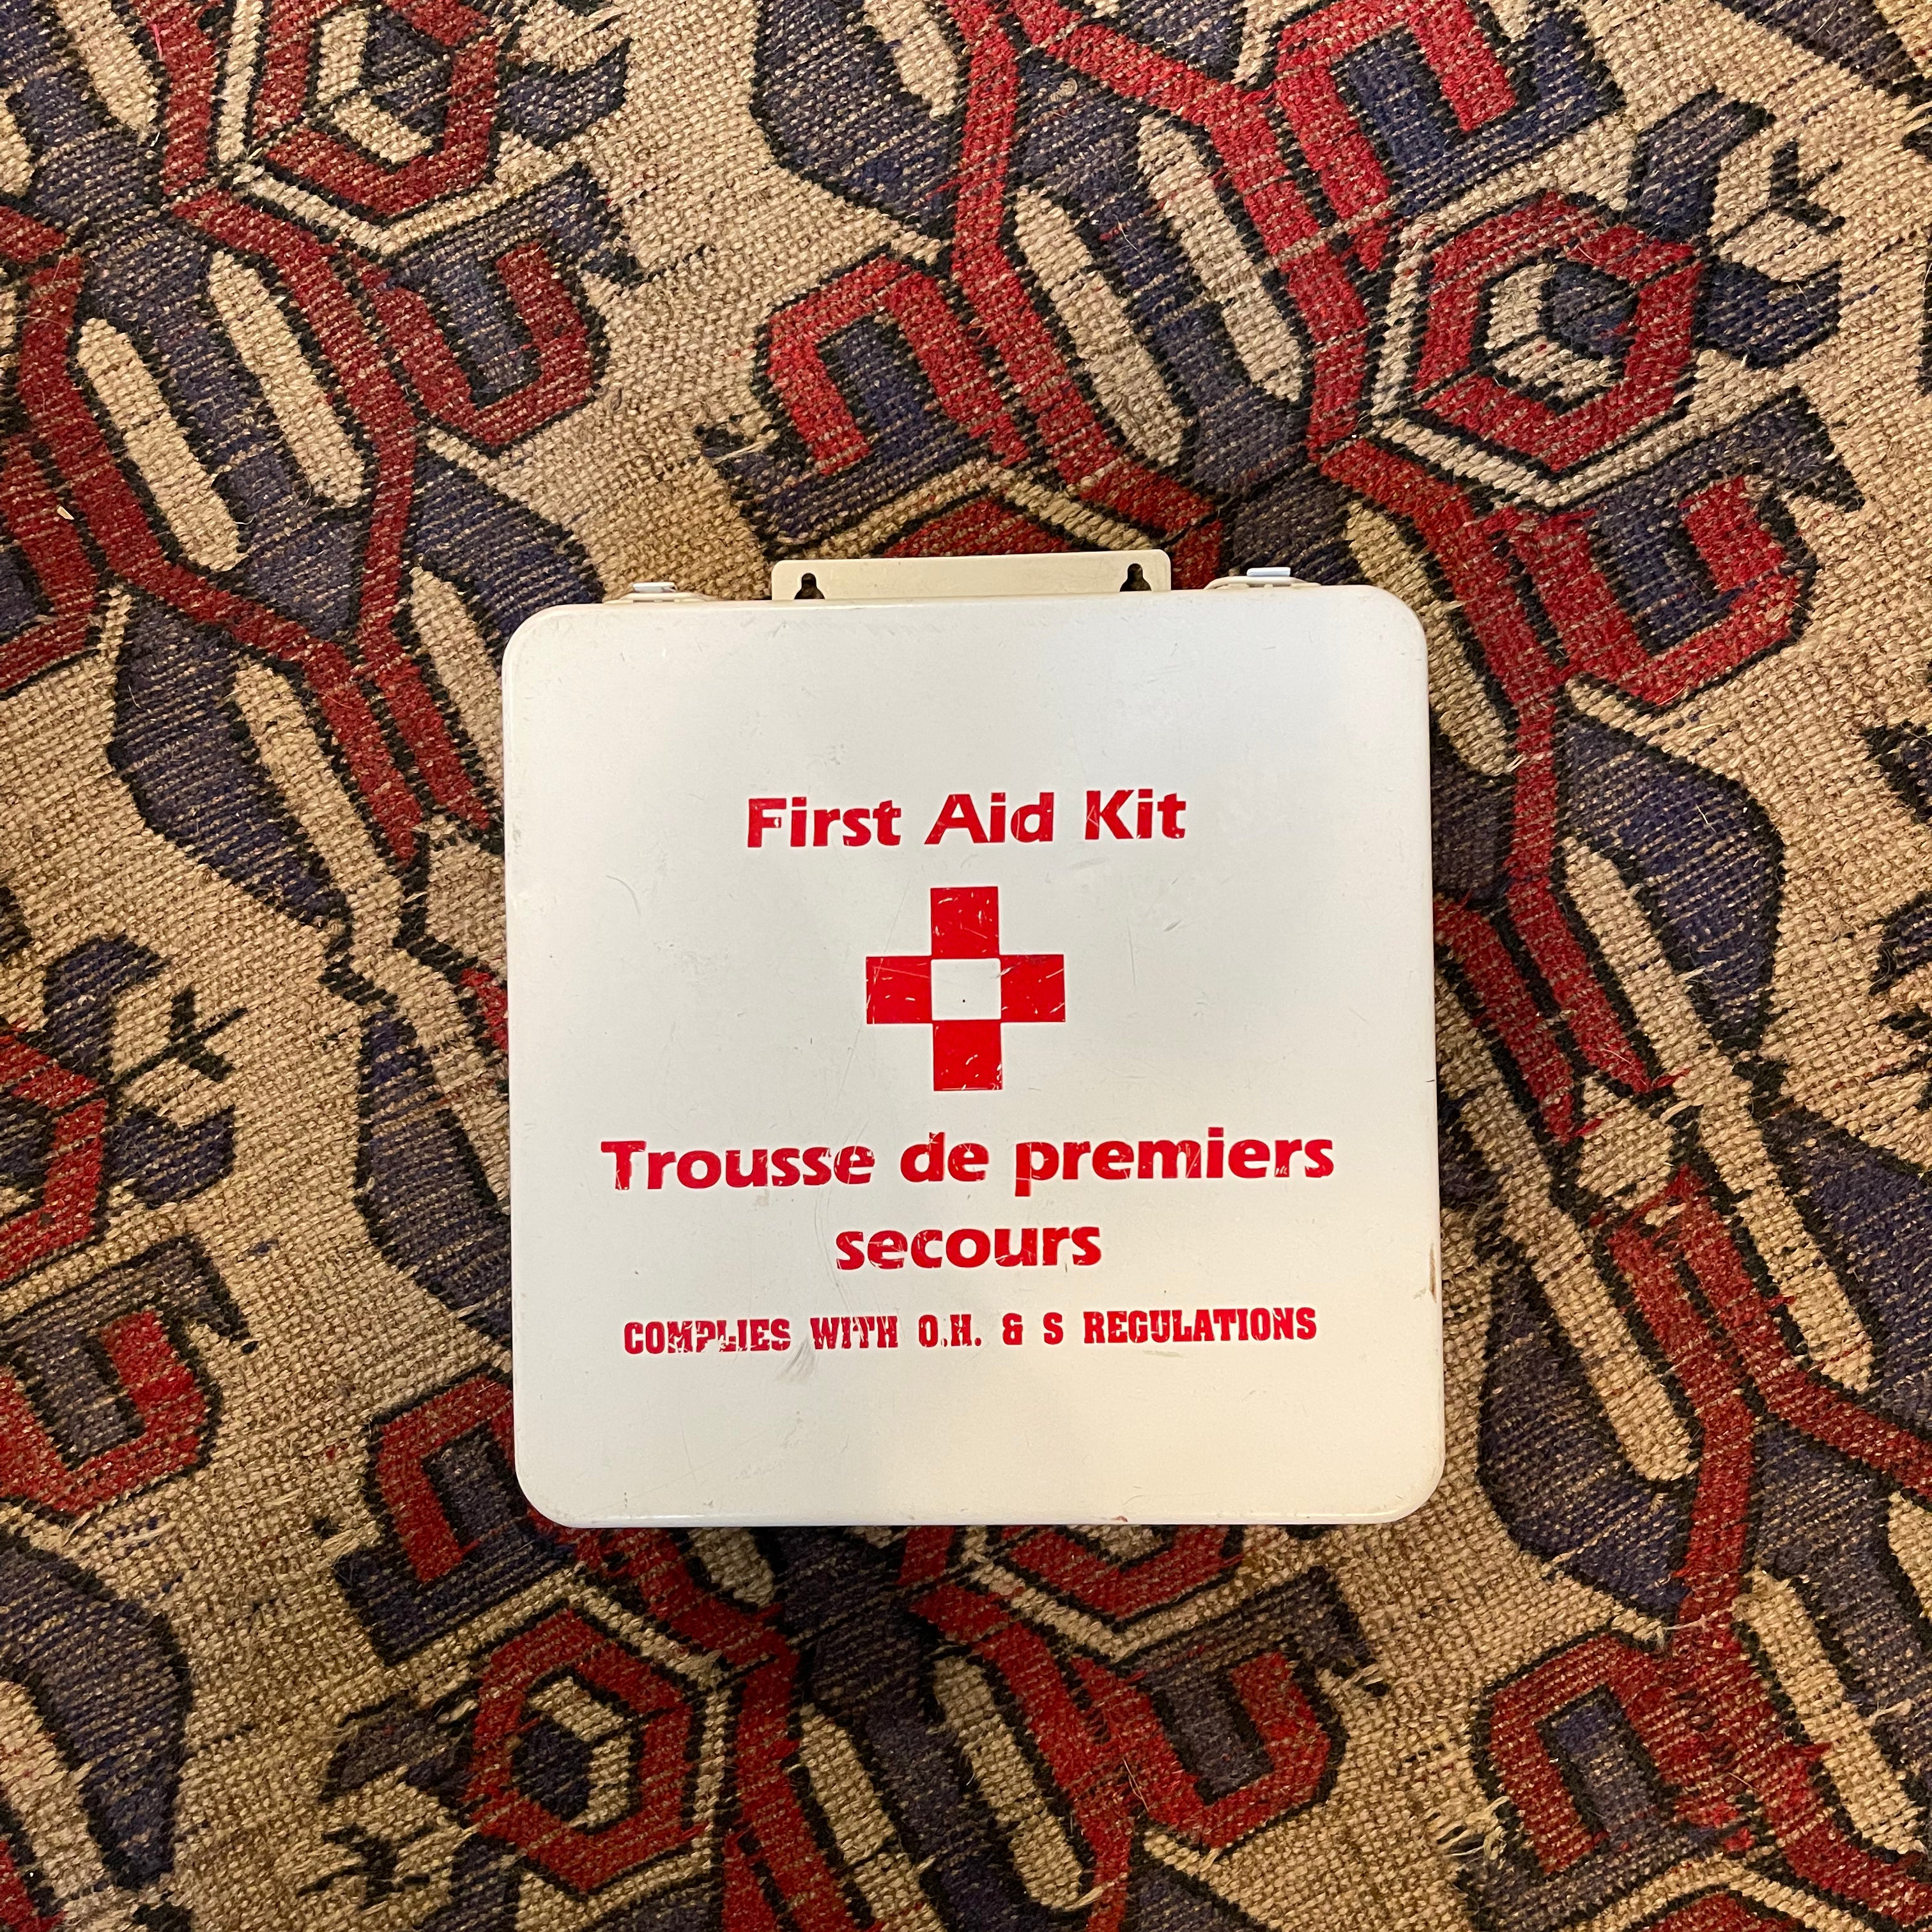 First Aid Kit
Trousse de premiers
secours
COMPLIES WITH O.H. & S REGULATIONS